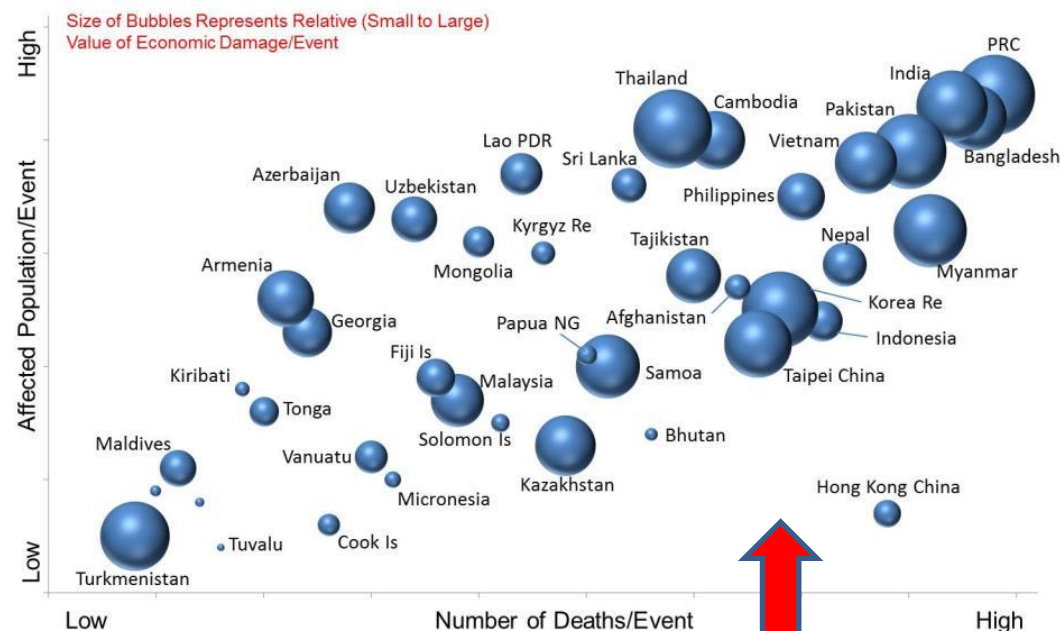 Size of Bubbles Represents Relative (Small to Large)
Value of Economic Damage/Event
High
Affected Population/Event
Low
PRC
India
Thailand
Cambodia
Pakistan
Vietnam
Bangladesh
Lao PDR
Sri Lanka
Philippines
Azerbaijan
Uzbekistan
Kyrgyz Re
Mongolia
Tajikistan
Nepal
Myanmar
Armenia
Georgia
Afghanistan
Korea Re
Indonesia
Papua NG
Fiji Is
Malaysia
Samoa
Taipei China
Kiribati
Tonga
Solomon Is
Bhutan
Maldives
Vanuatu
Micronesia
Kazakhstan
Hong Kong China
Cook Is
Tuvalu
Turkmenistan
Low
Number of Deaths/Event
High